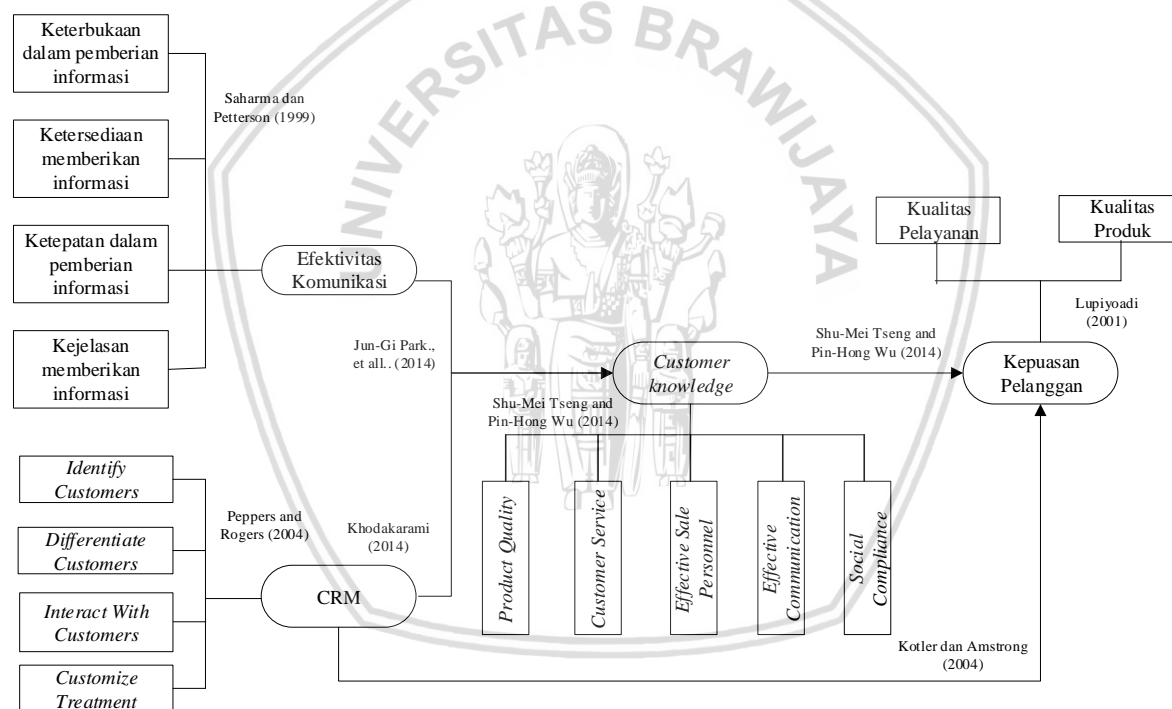 UNIVERSITAS BRAWIJAYA
Keterbukaan
dalam pemberian
informasi
Saharma dan
Petterson (1999)
Ketersediaan
memberikan
informasi
Ketepatan dalam
pemberian
informasi
Kejelasan
memberikan
informasi
Efektivitas
Komunikasi
Kualitas
Pelayanan
Kualitas
Produk
Lupiyoadi
(2001)
Jun-Gi Park.,
et all.. (2014)
Customer
knowledge
Shu-Mei Tseng and
Pin-Hong Wu (2014)
Kepuasan
Pelanggan
Shu-Mei Tseng and
Pin-Hong Wu (2014)
Identify
Customers
Differentiate
Customers
Interact With
Customers
Customize
Treatment
Peppers and
Rogers (2004)
Khodakarami
(2014)
CRM
Product Quality
Customer Service
Effective Sale
Personnel
Effective
Communication
Social
Compliance
Kotler dan Amstrong
(2004)